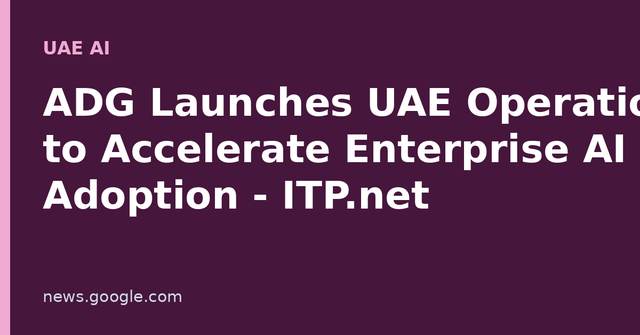 UAE AI
ADG Launches UAE Operatio
to Accelerate Enterprise AI
Adoption - ITP.net
news.google.com